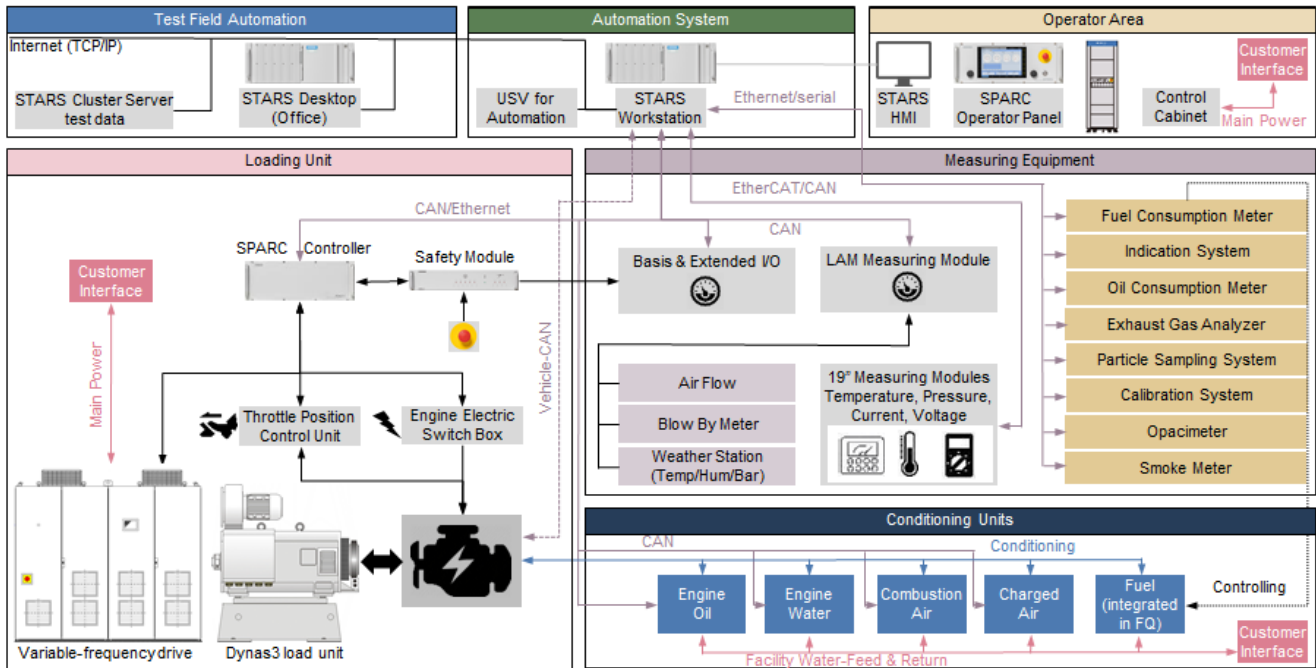 Test Field Automation
Internet (TCP/IP)
STARS Cluster Server
test data
STARS Desktop
(Office)
Automation System
USV for
Automation
STARS
Workstation
Ethernet/serial
Operator Area
STARS
HMI
SPARC
Operator Panel
Control
Cabinet
Customer
Interface
Main Power
Loading Unit
CAN/Ethernet
SPARC Controller
Safety Module
Customer
Interface
Main Power
Vehicle-CAN
Throttle Position
Control Unit
Engine Electric
Switch Box
Variable-frequency drive
Dynas3 load unit
Measuring Equipment
EtherCAT/CAN
CAN
Basis & Extended I/O
LAM Measuring Module
Air Flow
Blow By Meter
Weather Station
(Temp/Hum/Bar)
19" Measuring Modules
Temperature, Pressure,
Current, Voltage
Fuel Consumption Meter
Indication System
Oil Consumption Meter
Exhaust Gas Analyzer
Particle Sampling System
Calibration System
Opacimeter
Smoke Meter
Conditioning Units
CAN
Conditioning
Engine
Oil
Engine
Water
Combustion
Air
Charged
Air
Fuel
(integrated
in FQ)
Controlling
Customer
Interface
Facility Water-Feed & Return